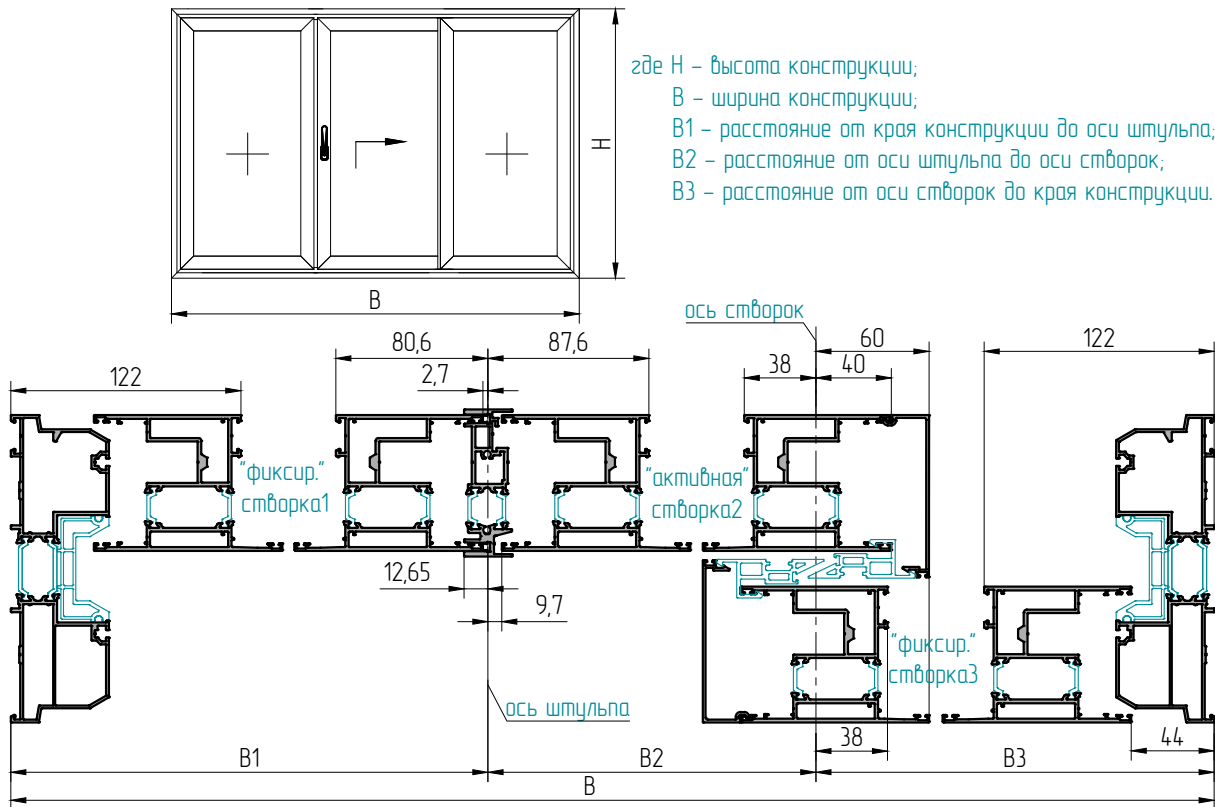 где H – высота конструкции;
B – ширина конструкции;
B1 – расстояние от края конструкции до оси штульпа;
B2 – расстояние от оси штульпа до оси створок;
B3 – расстояние от оси створок до края конструкции.
H
B
ось створок
122
80,6
87,6
2,7
38
60
40
122
"фиксир."
створка1
"активная"
створка2
12,65
9,7
"фиксир."
створка3
ось штульпа
38
44
B1
B2
B3
B